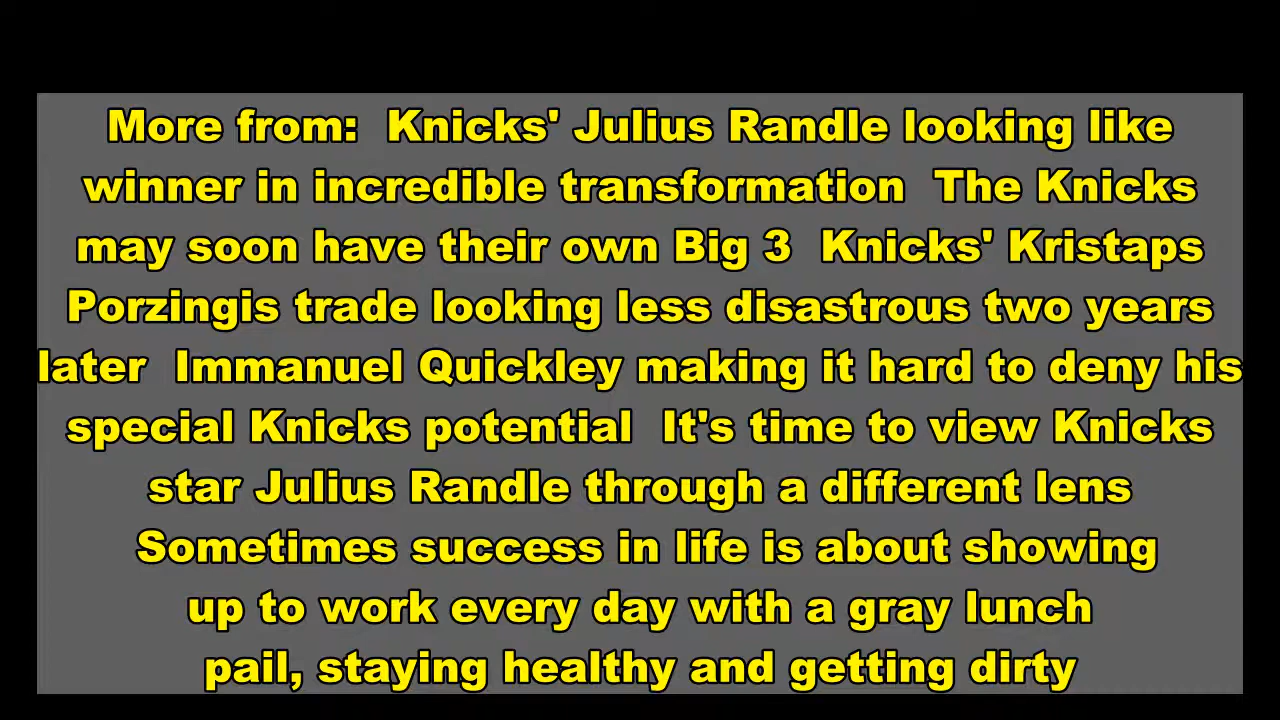 More from: Knicks' Julius Randle looking like
winner in incredible transformation The Knicks
may soon have their own Big 3 Knicks' Kristaps
Porzingis trade looking less disastrous two years
later Immanuel Quickley making it hard to deny his
special Knicks potential It's time to view Knicks
star Julius Randle through a different lens
Sometimes success in life is about showing
up to work every day with a gray lunch
pail, staying healthy and getting dirty